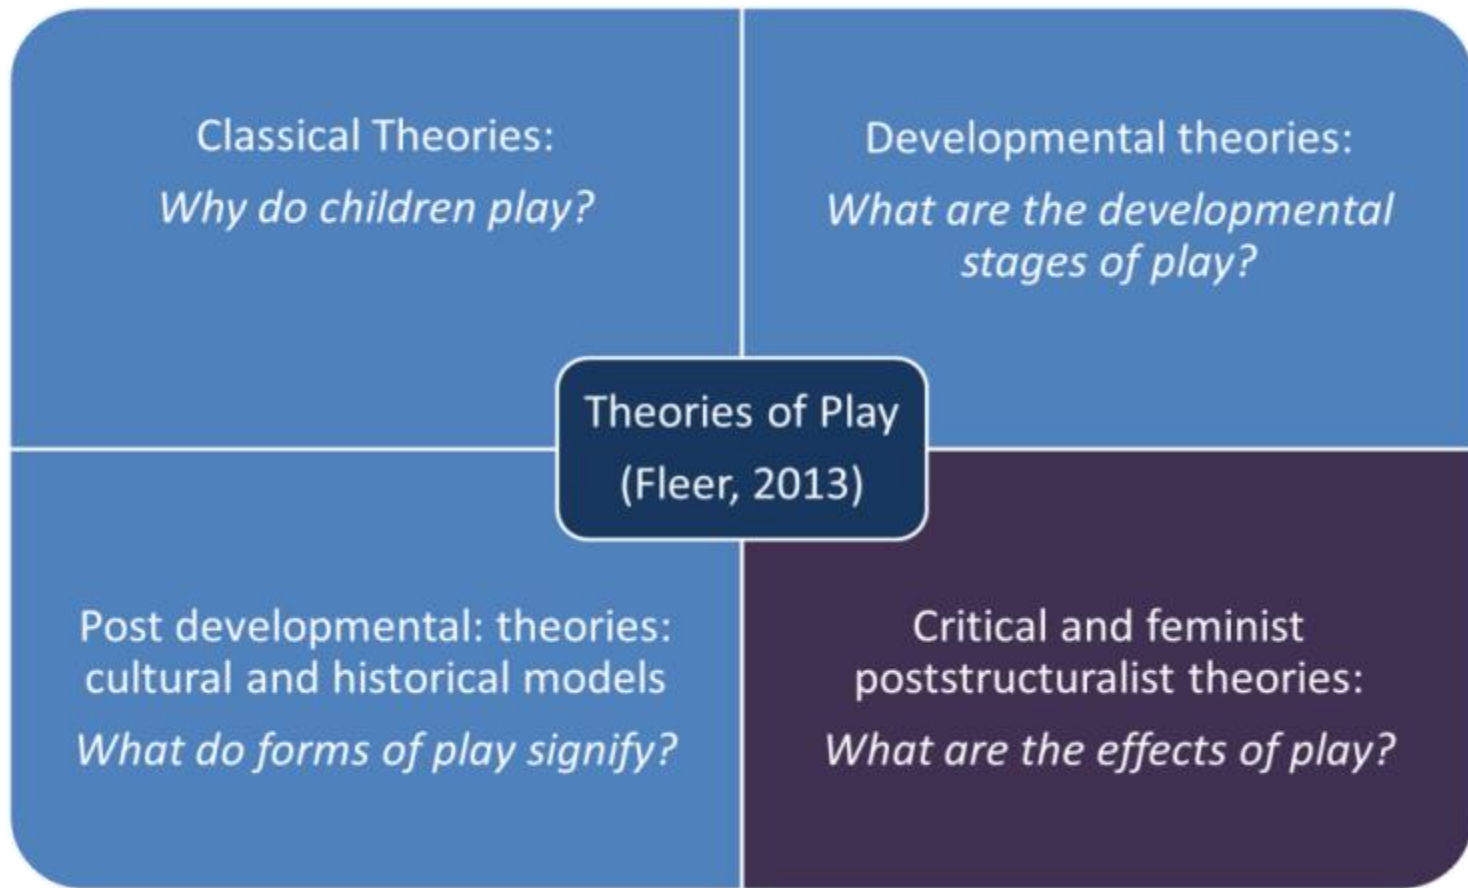 Classical Theories:
Why do children play?
Developmental theories:
What are the developmental
stages of play?
Theories of Play
(Fleer, 2013)
Post developmental: theories:
cultural and historical models
What do forms of play signify?
Critical and feminist
poststructuralist theories:
What are the effects of play?